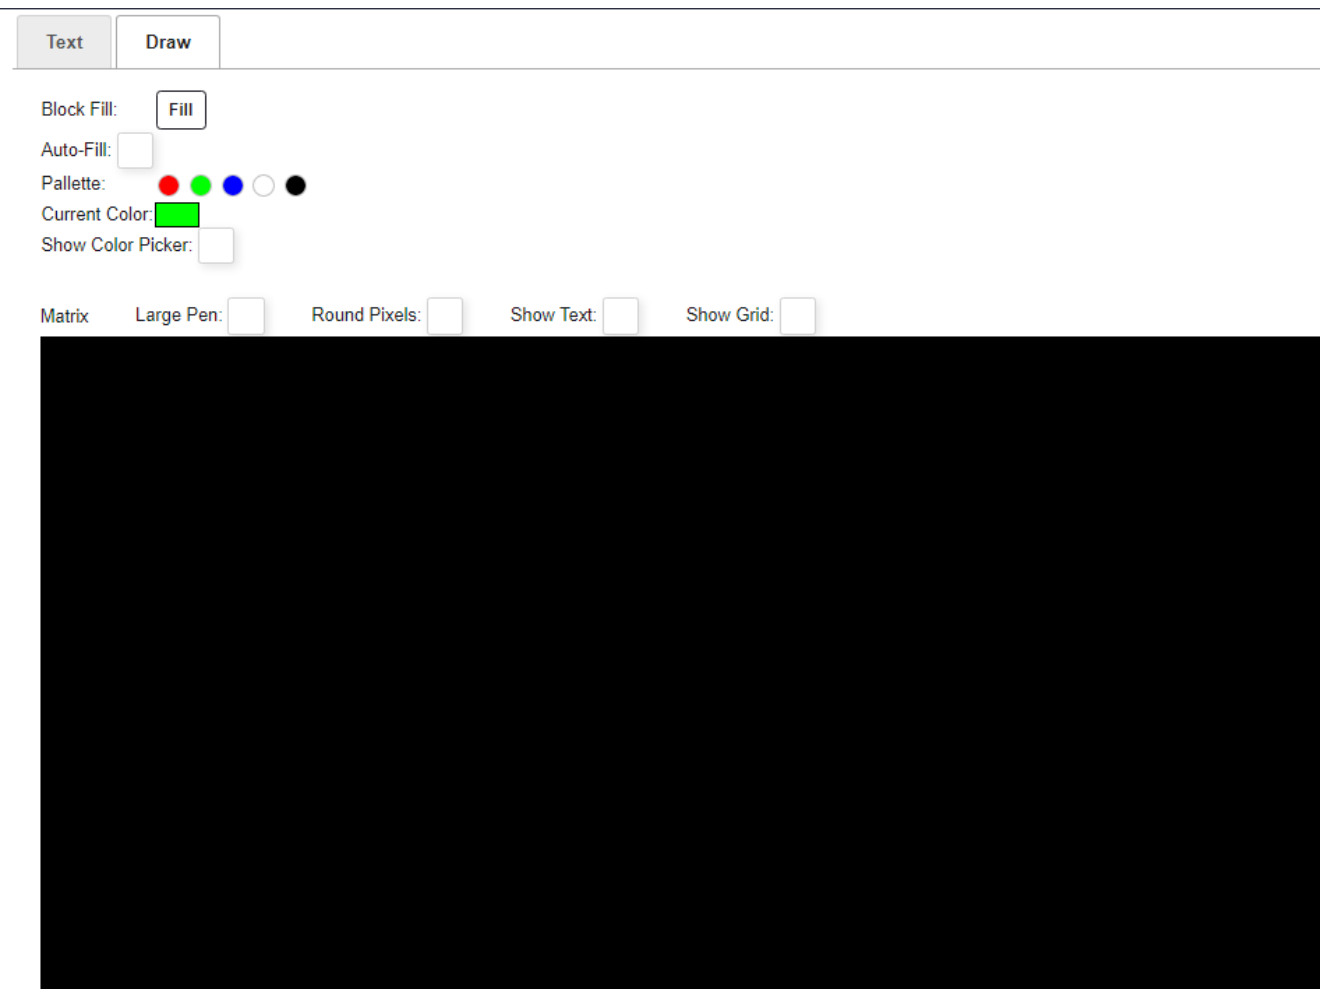 Text Draw
Block Fill: Fill
Auto-Fill:
Pallette:
Current Color:
Show Color Picker:
Matrix Large Pen: Round Pixels: Show Text: Show Grid: